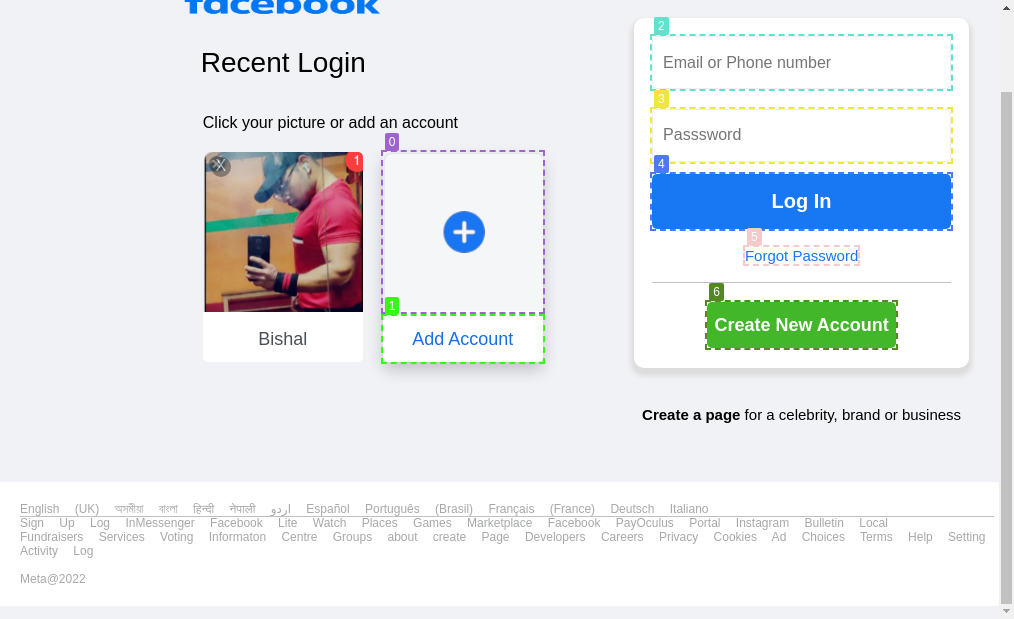 facebook
Recent Login
Click your picture or add an account
1
Bishal
0
1
Add Account
2
Email or Phone number
3
Passsword
4
Log In
5
Forgot Password
6
Create New Account
Create a page for a celebrity, brand or business
English (UK) অসমীয়া বাংলা हिन्दी नेपाली اردو Español Português (Brasil) Français (France) Deutsch Italiano
Sign Up Log InMessenger Facebook Lite Watch Places Games Marketplace Facebook PayOculus Portal Instagram Bulletin Local
Fundraisers Services Voting Informaton Centre Groups about create Page Developers Careers Privacy Cookies Ad Choices Terms Help Setting
Activity Log
Meta@2022